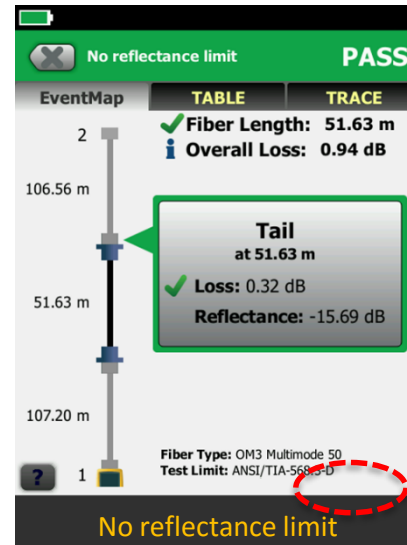 No reflectance limit PASS
EventMap TABLE TRACE
Fiber Length: 51.63 m
Overall Loss: 0.94 dB
2
106.56 m
Tail
at 51.63 m
Loss: 0.32 dB
Reflectance: -15.69 dB
51.63 m
107.20 m
Fiber Type: OM3 Multimode 50
Test Limit: ANSI/TIA-568.3-D
? 1
No reflectance limit